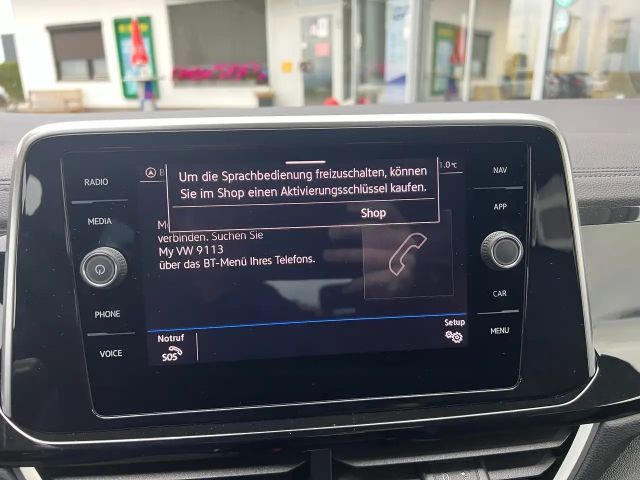 RADIO
MEDIA
PHONE
VOICE
Um die Sprachbedienung freizuschalten, können
Sie im Shop einen Aktivierungsschlüssel kaufen.
Shop
verbinden. Suchen Sie
My VW 9113
über das BT-Menü Ihres Telefons.
Notruf
SOS
Setup
NAV
APP
CAR
MENU